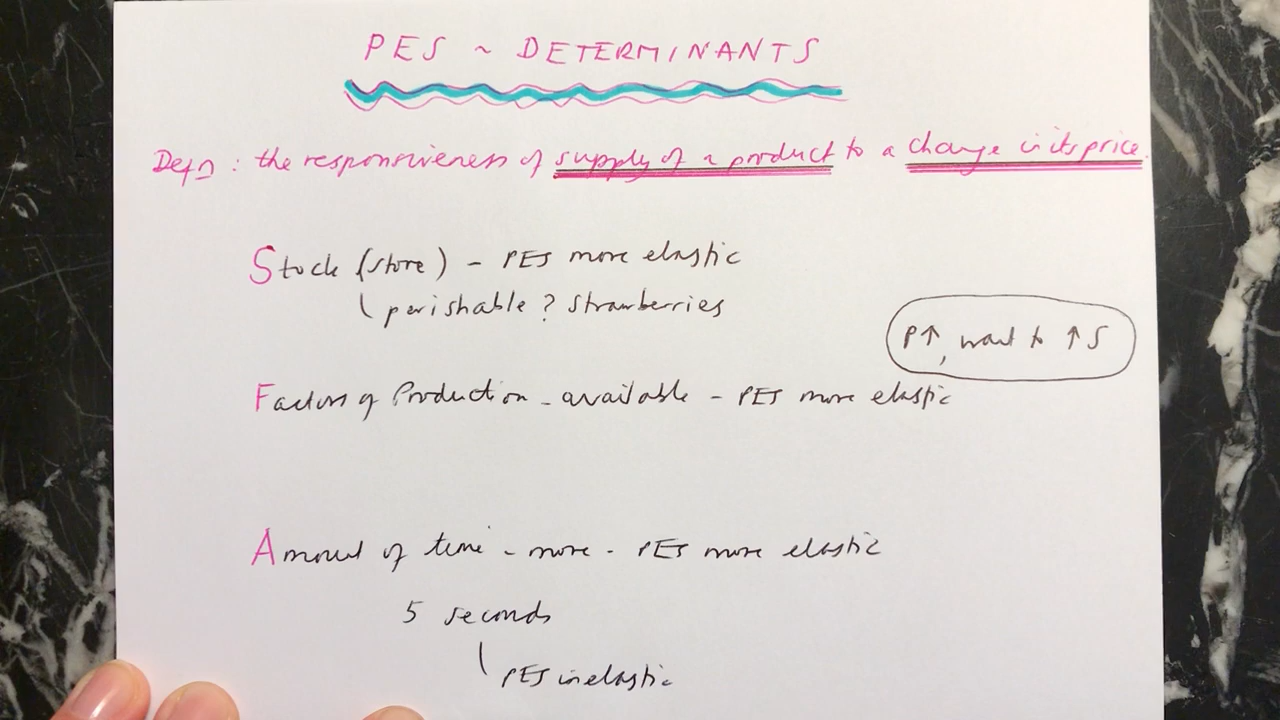 PES ~ DETERMINANTS
Defn : the responsiveness of supply of a product to a change in its price.
Stock (store) - PES more elastic
perishable ? strawberries
P↑, want to ↑ S
Factors of Production - available - PES more elastic
Amount of time - more - PES more elastic
5 seconds
PES inelastic